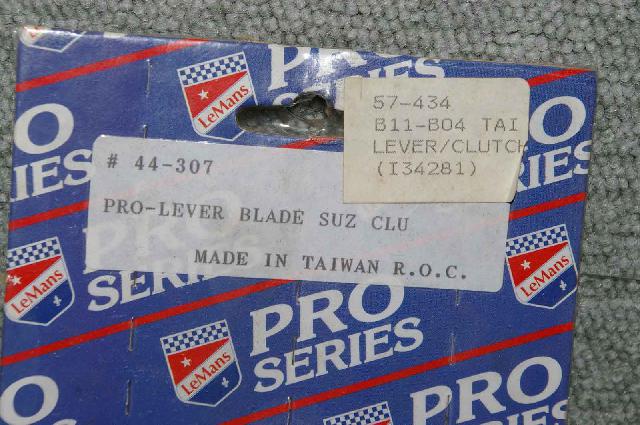 LeMans
PRO
SERIES
57-434
B11-B04 TAI
LEVER/CLUTCH
(I34281)
# 44-307
PRO-LEVER BLADE SUZ CLU
MADE IN TAIWAN R.O.C.
PRO
SERIES
LeMans
LeMans
LeMans
PRO
SERIES
PRO